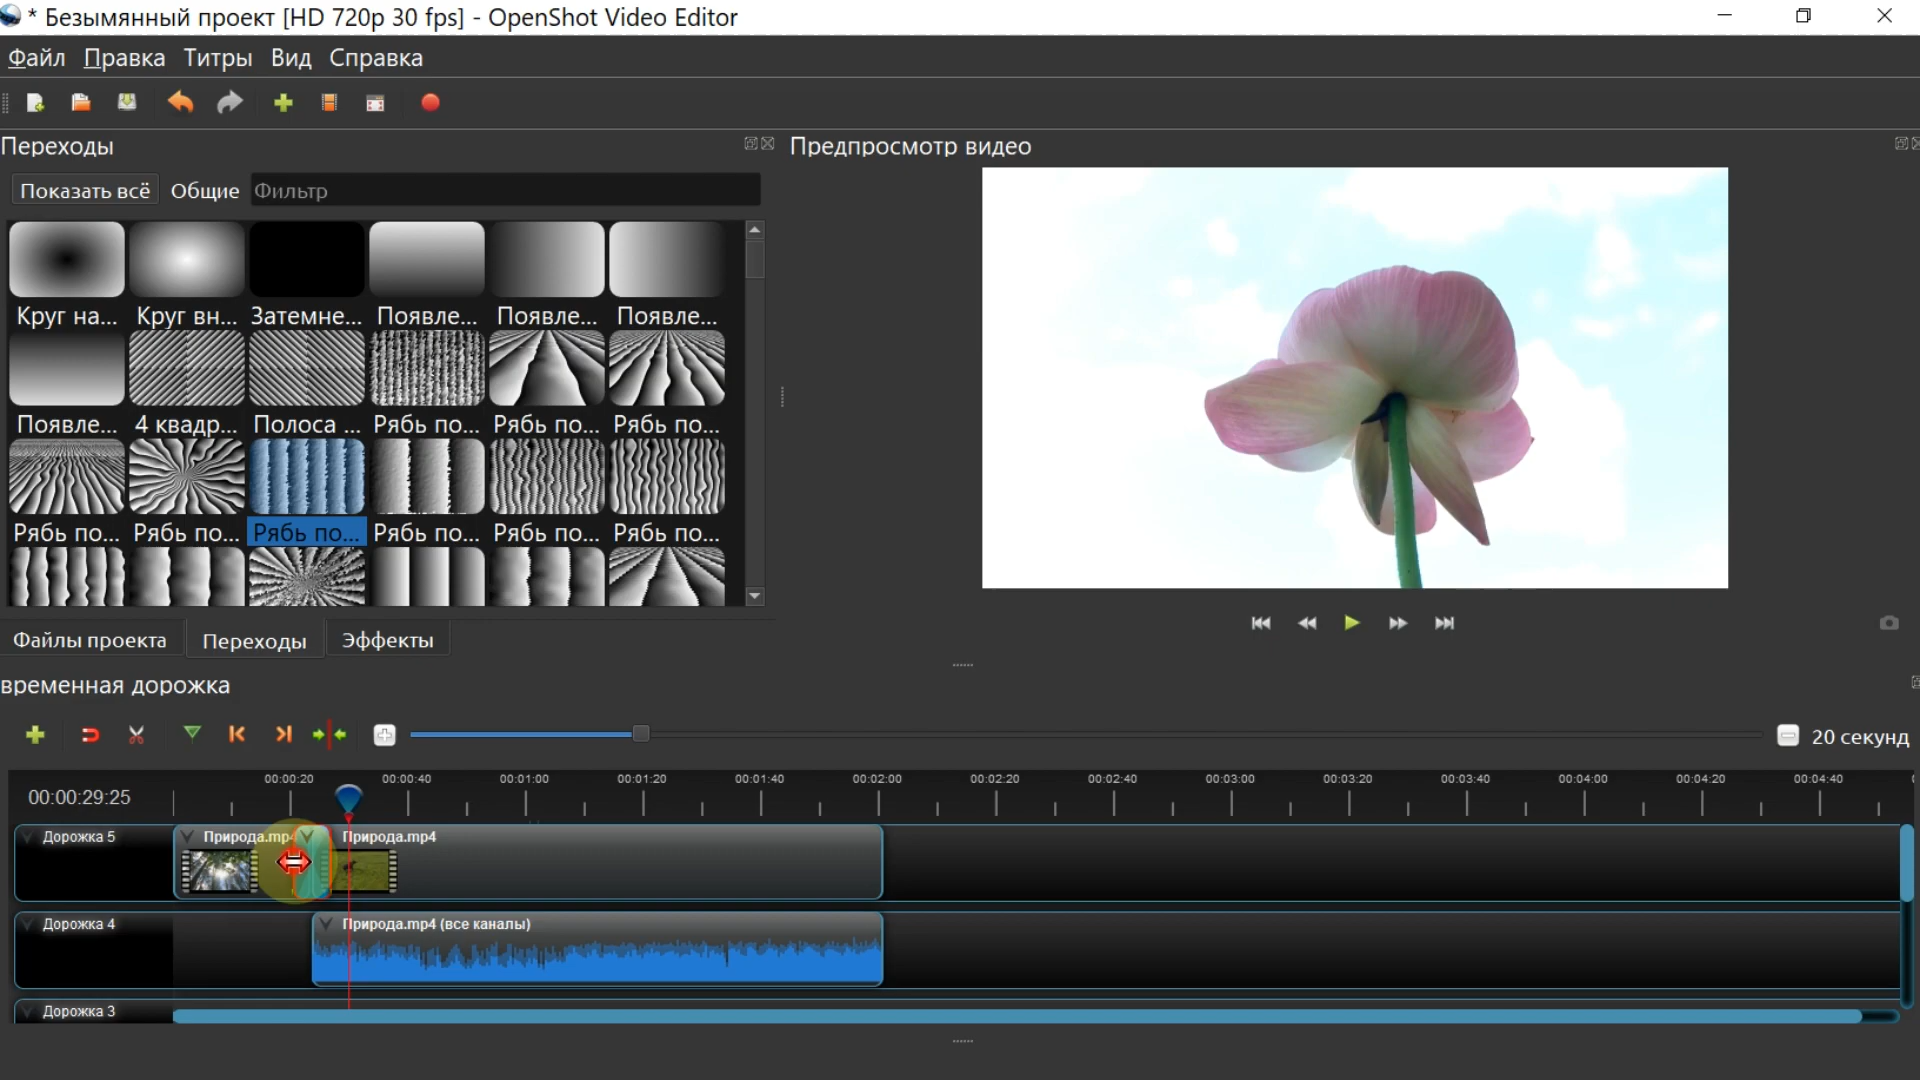 * Безымянный проект [HD 720p 30 fps] - OpenShot Video Editor
Файл Правка Титры Вид Справка
Переходы
Предпросмотр видео
Показать всё Общие Фильтр
Круг на... Круг вн... Затемне... Появле... Появле... Появле...
Появле... 4 квадр... Полоса ... Рябь по... Рябь по... Рябь по...
Рябь по... Рябь по... Рябь по... Рябь по... Рябь по... Рябь по...
Файлы проекта Переходы Эффекты
временная дорожка
20 секунд
00:00:20 00:00:40 00:01:00 00:01:20 00:01:40 00:02:00 00:02:20 00:02:40 00:03:00 00:03:20 00:03:40 00:04:00 00:04:20 00:04:40
00:00:29:25
Дорожка 5 Природа.mp4 Природа.mp4
Дорожка 4 Природа.mp4 (все каналы)
Дорожка 3